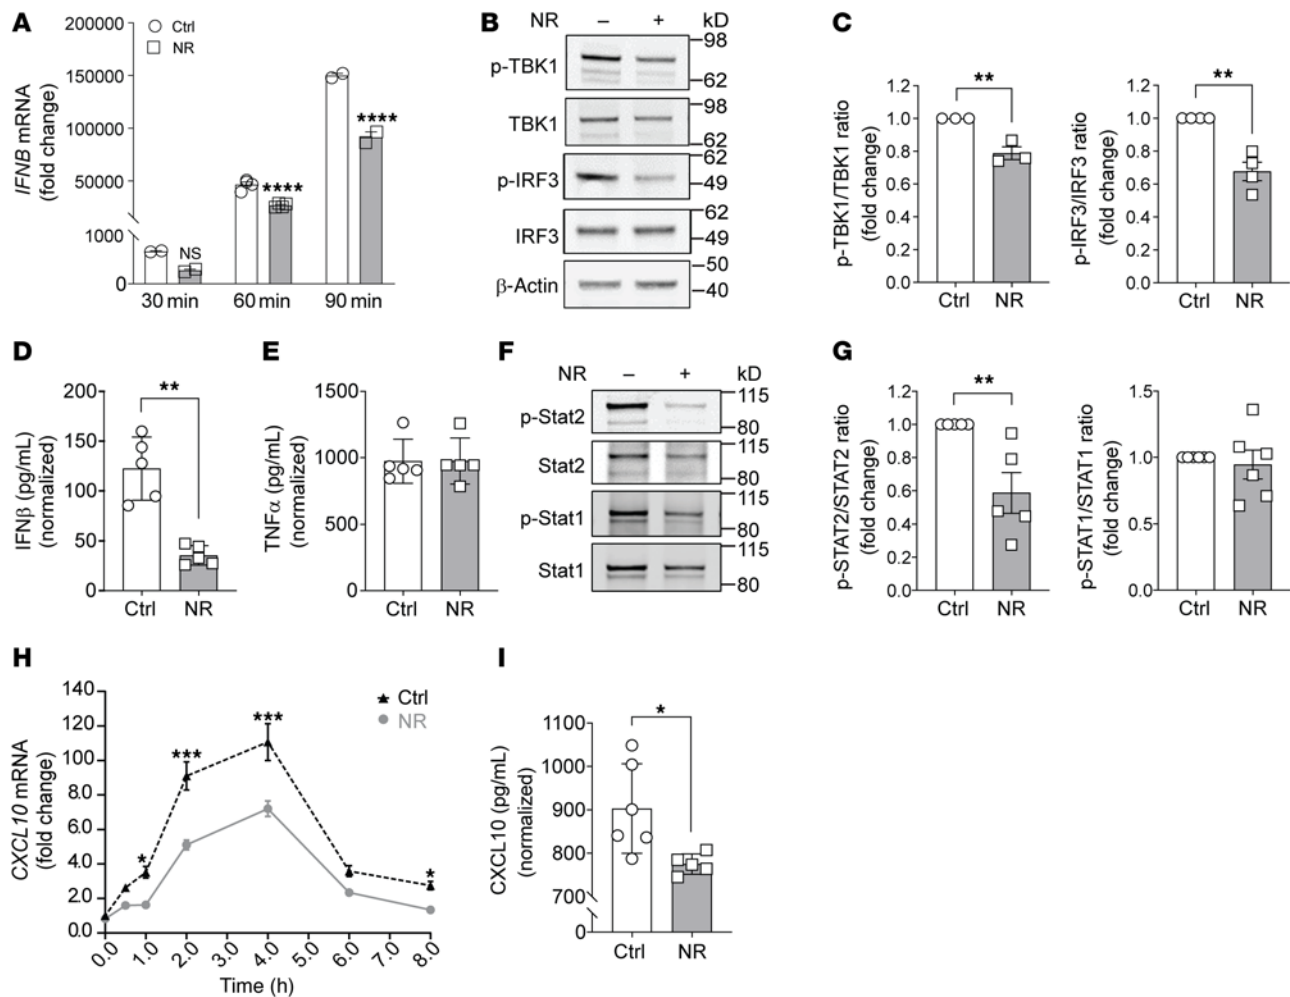 A
200000
150000
100000
50000
1000
0
IFNB mRNA
(fold change)
Ctrl
NR
NS
****
****
30 min
60 min
90 min
B
NR – + kD
p-TBK1
98
62
TBK1
98
62
p-IRF3
62
49
IRF3
62
49
β-Actin
50
40
C
p-TBK1/TBK1 ratio
(fold change)
1.2
1.0
0.8
0.6
0.4
0.2
0.0
**
Ctrl NR
p-IRF3/IRF3 ratio
(fold change)
1.2
1.0
0.8
0.6
0.4
0.2
0.0
**
Ctrl NR
D
IFNβ (pg/mL)
(normalized)
200
150
100
50
0
**
Ctrl NR
E
TNFα (pg/mL)
(normalized)
1500
1000
500
0
Ctrl NR
F
NR – + kD
p-Stat2
115
80
Stat2
115
80
p-Stat1
115
80
Stat1
115
80
G
p-STAT2/STAT2 ratio
(fold change)
1.2
1.0
0.8
0.6
0.4
0.2
0.0
**
Ctrl NR
p-STAT1/STAT1 ratio
(fold change)
1.5
1.0
0.5
0.0
Ctrl NR
H
CXCL10 mRNA
(fold change)
140
120
100
80.0
60.0
4.0
2.0
0.0
Ctrl
NR
*
***
***
*
0.0 1.0 2.0 3.0 4.0 5.0 6.0 7.0 8.0
Time (h)
I
CXCL10 (pg/mL)
(normalized)
1100
1000
900
800
700
0
*
Ctrl NR